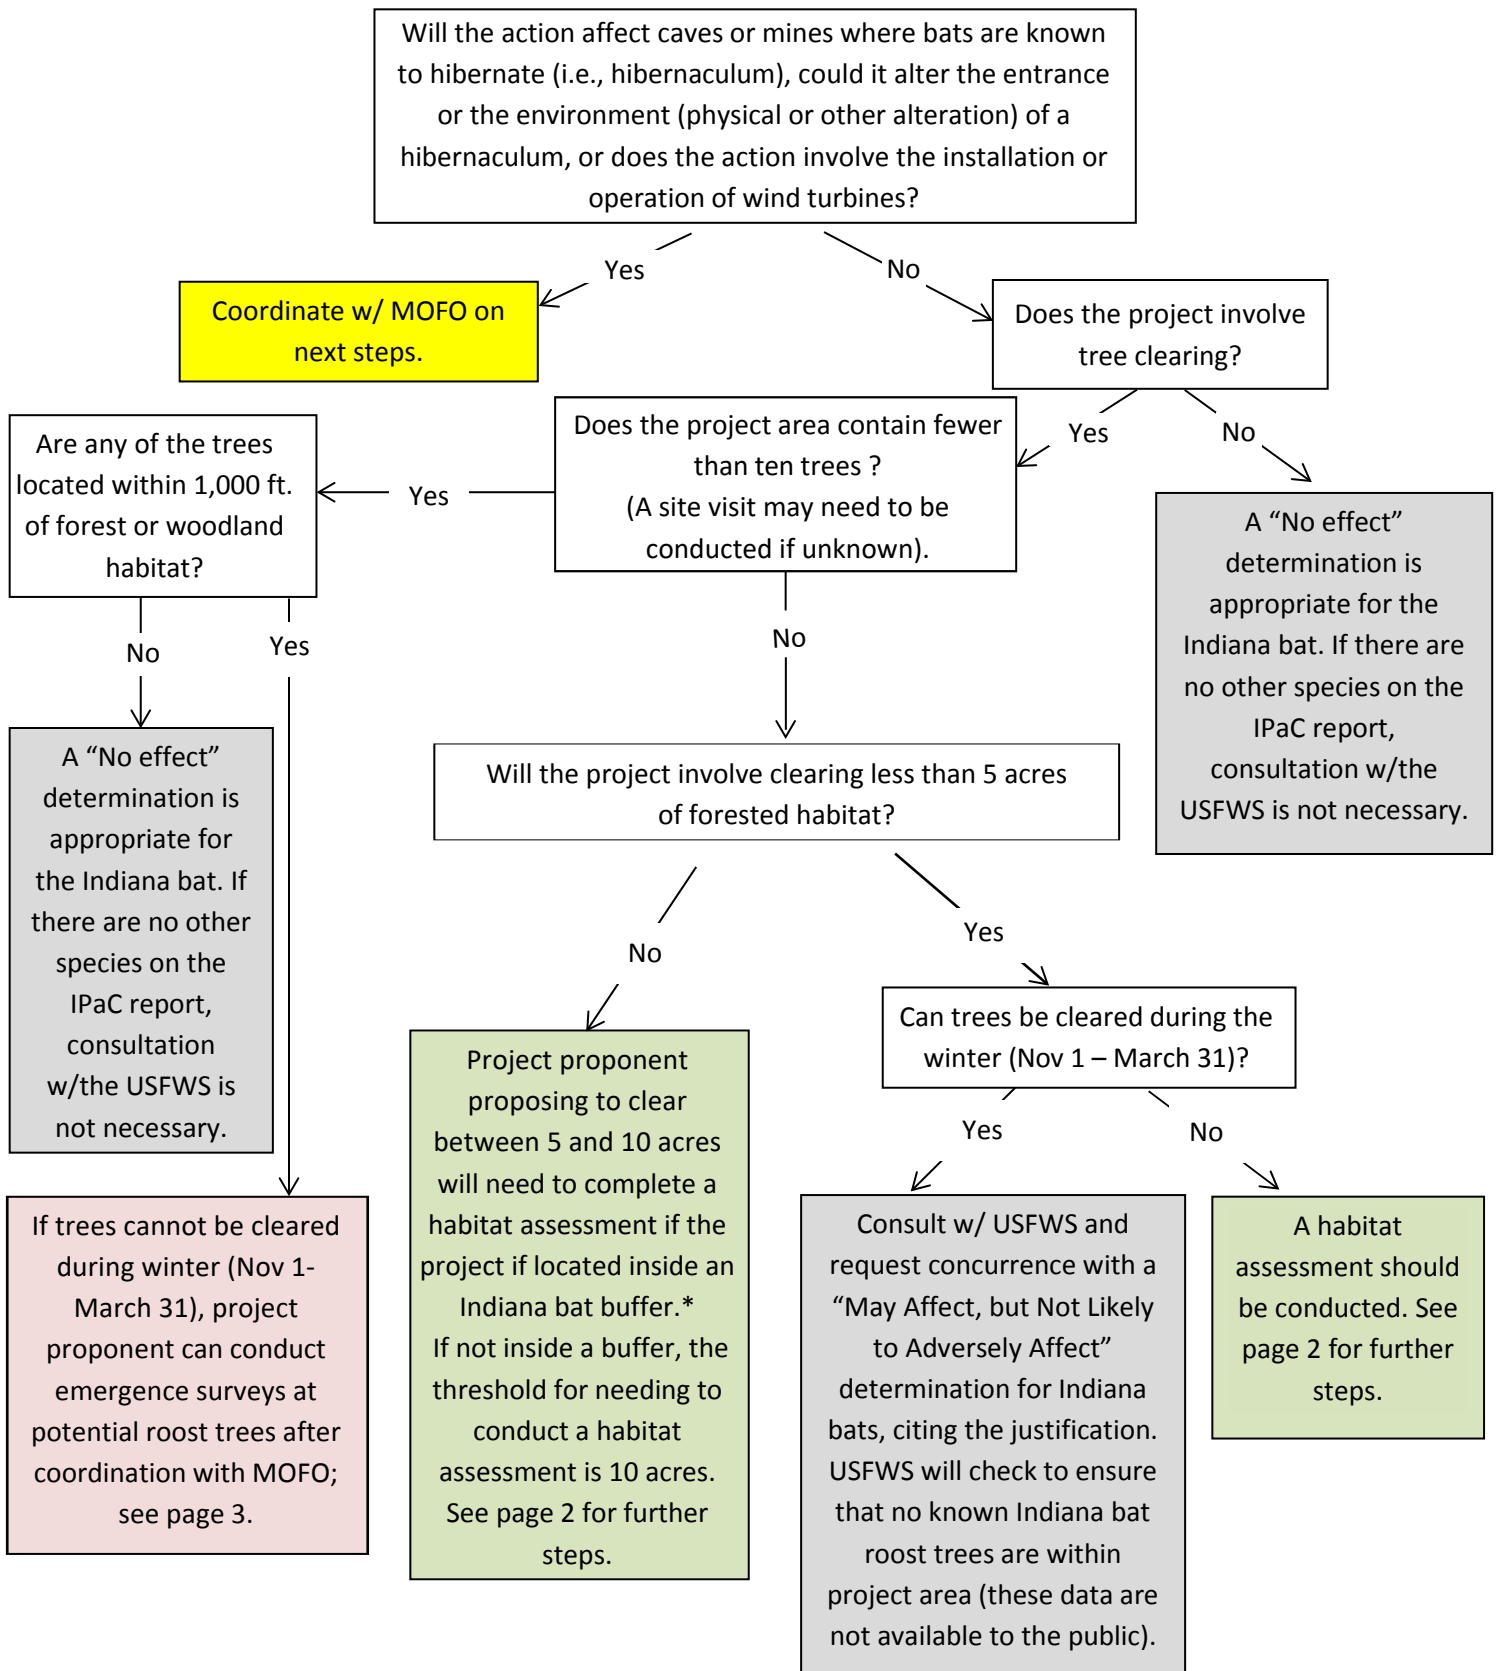 Will the action affect caves or mines where bats are known
to hibernate (i.e., hibernaculum), could it alter the entrance
or the environment (physical or other alteration) of a
hibernaculum, or does the action involve the installation or
operation of wind turbines?
Yes
No
Coordinate w/ MOFO on
next steps.
Does the project involve
tree clearing?
Yes
No
Does the project area contain fewer
than ten trees ?
(A site visit may need to be
conducted if unknown).
Yes
No
Are any of the trees
located within 1,000 ft.
of forest or woodland
habitat?
No
Yes
A “No effect”
determination is
appropriate for the
Indiana bat. If there are
no other species on the
IPaC report,
consultation w/the
USFWS is not necessary.
A “No effect”
determination is
appropriate for
the Indiana bat. If
there are no other
species on the
IPaC report,
consultation
w/the USFWS is
not necessary.
Will the project involve clearing less than 5 acres
of forested habitat?
No
Yes
Can trees be cleared during the
winter (Nov 1 – March 31)?
Yes
No
If trees cannot be cleared
during winter (Nov 1-
March 31), project
proponent can conduct
emergence surveys at
potential roost trees after
coordination with MOFO;
see page 3.
Project proponent
proposing to clear
between 5 and 10 acres
will need to complete a
habitat assessment if the
project if located inside an
Indiana bat buffer.*
If not inside a buffer, the
threshold for needing to
conduct a habitat
assessment is 10 acres.
See page 2 for further
steps.
Consult w/ USFWS and
request concurrence with a
“May Affect, but Not Likely
to Adversely Affect”
determination for Indiana
bats, citing the justification.
USFWS will check to ensure
that no known Indiana bat
roost trees are within
project area (these data are
not available to the public).
A habitat
assessment should
be conducted. See
page 2 for further
steps.